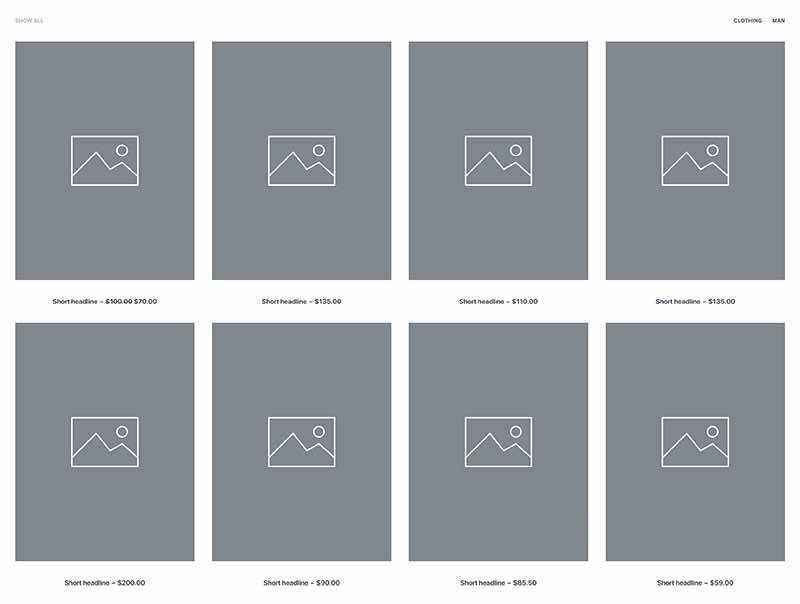 SHOW ALL CLOTHING MAN
Short headline – $100.00 $70.00
Short headline – $135.00
Short headline – $110.00
Short headline – $135.00
Short headline – $200.00
Short headline – $90.00
Short headline – $85.50
Short headline – $59.00